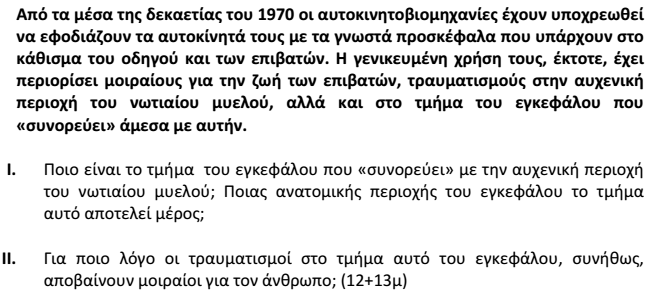 Από τα μέσα της δεκαετίας του 1970 οι αυτοκινητοβιομηχανίες έχουν υποχρεωθεί
να εφοδιάζουν τα αυτοκίνητά τους με τα γνωστά προσκέφαλα που υπάρχουν στο
κάθισμα του οδηγού και των επιβατών. Η γενικευμένη χρήση τους, έκτοτε, έχει
περιορίσει μοιραίους για την ζωή των επιβατών, τραυματισμούς στην αυχενική
περιοχή του νωτιαίου μυελού, αλλά και στο τμήμα του εγκεφάλου που
«συνορεύει» άμεσα με αυτήν.
I. Ποιο είναι το τμήμα του εγκεφάλου που «συνορεύει» με την αυχενική περιοχή
του νωτιαίου μυελού; Ποιας ανατομικής περιοχής του εγκεφάλου το τμήμα
αυτό αποτελεί μέρος;
II. Για ποιο λόγο οι τραυματισμοί στο τμήμα αυτό του εγκεφάλου, συνήθως,
αποβαίνουν μοιραίοι για τον άνθρωπο; (12+13μ)